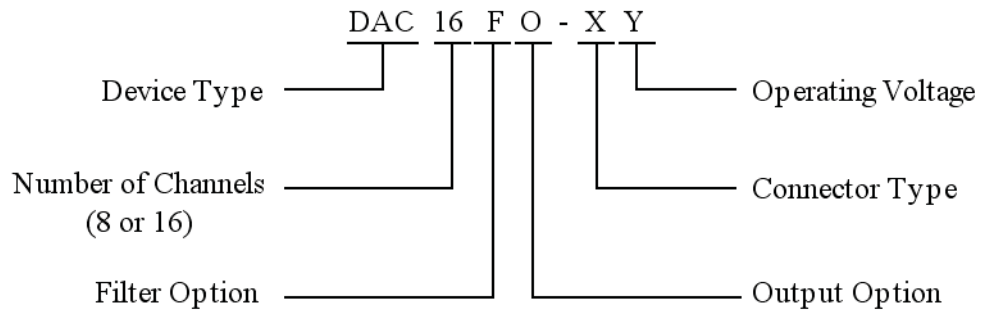 DAC 16 F O - X Y
Device Type
Operating Voltage
Number of Channels
(8 or 16)
Connector Type
Filter Option
Output Option